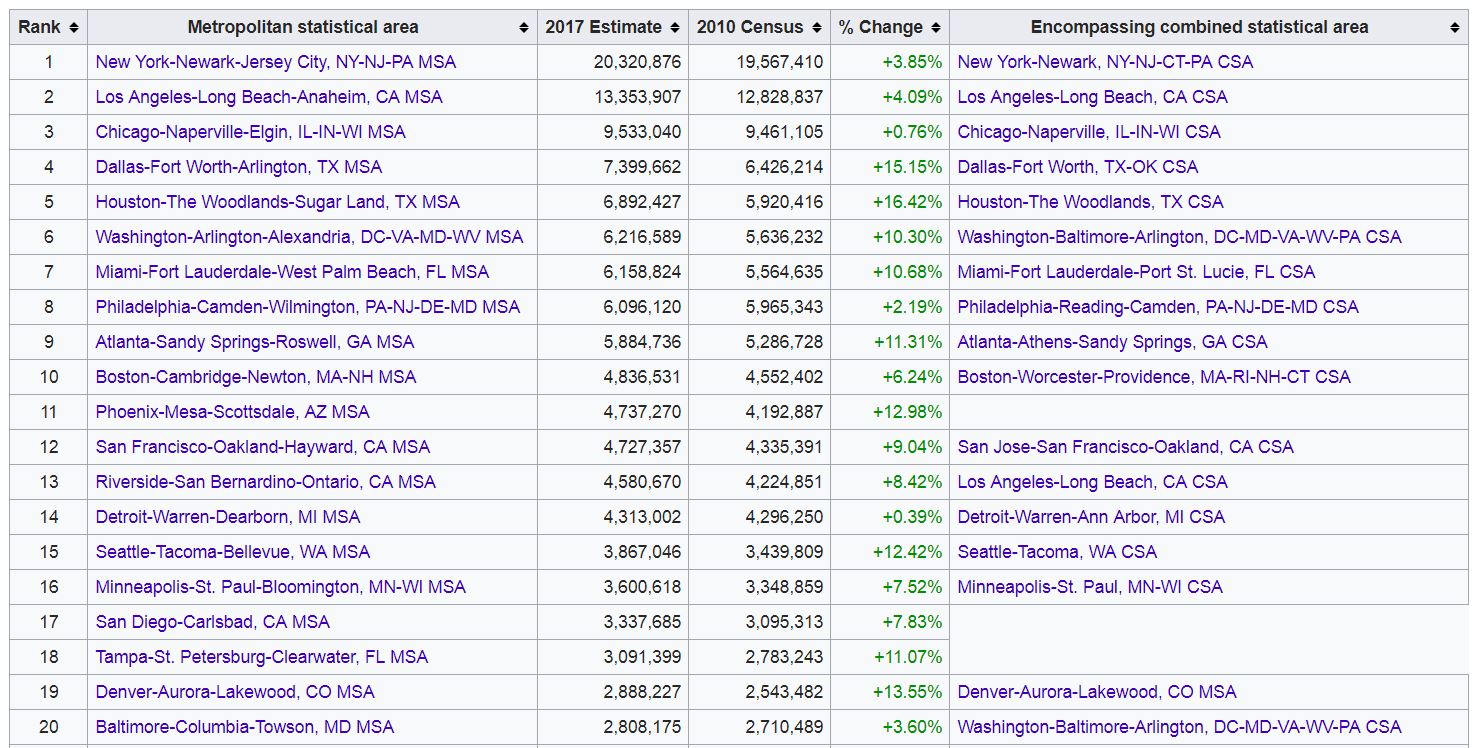 Rank Metropolitan statistical area 2017 Estimate 2010 Census % Change Encompassing combined statistical area
1 New York-Newark-Jersey City, NY-NJ-PA MSA 20,320,876 19,567,410 +3.85% New York-Newark, NY-NJ-CT-PA CSA
2 Los Angeles-Long Beach-Anaheim, CA MSA 13,353,907 12,828,837 +4.09% Los Angeles-Long Beach, CA CSA
3 Chicago-Naperville-Elgin, IL-IN-WI MSA 9,533,040 9,461,105 +0.76% Chicago-Naperville, IL-IN-WI CSA
4 Dallas-Fort Worth-Arlington, TX MSA 7,399,662 6,426,214 +15.15% Dallas-Fort Worth, TX-OK CSA
5 Houston-The Woodlands-Sugar Land, TX MSA 6,892,427 5,920,416 +16.42% Houston-The Woodlands, TX CSA
6 Washington-Arlington-Alexandria, DC-VA-MD-WV MSA 6,216,589 5,636,232 +10.30% Washington-Baltimore-Arlington, DC-MD-VA-WV-PA CSA
7 Miami-Fort Lauderdale-West Palm Beach, FL MSA 6,158,824 5,564,635 +10.68% Miami-Fort Lauderdale-Port St. Lucie, FL CSA
8 Philadelphia-Camden-Wilmington, PA-NJ-DE-MD MSA 6,096,120 5,965,343 +2.19% Philadelphia-Reading-Camden, PA-NJ-DE-MD CSA
9 Atlanta-Sandy Springs-Roswell, GA MSA 5,884,736 5,286,728 +11.31% Atlanta-Athens-Sandy Springs, GA CSA
10 Boston-Cambridge-Newton, MA-NH MSA 4,836,531 4,552,402 +6.24% Boston-Worcester-Providence, MA-RI-NH-CT CSA
11 Phoenix-Mesa-Scottsdale, AZ MSA 4,737,270 4,192,887 +12.98%
12 San Francisco-Oakland-Hayward, CA MSA 4,727,357 4,335,391 +9.04% San Jose-San Francisco-Oakland, CA CSA
13 Riverside-San Bernardino-Ontario, CA MSA 4,580,670 4,224,851 +8.42% Los Angeles-Long Beach, CA CSA
14 Detroit-Warren-Dearborn, MI MSA 4,313,002 4,296,250 +0.39% Detroit-Warren-Ann Arbor, MI CSA
15 Seattle-Tacoma-Bellevue, WA MSA 3,867,046 3,439,809 +12.42% Seattle-Tacoma, WA CSA
16 Minneapolis-St. Paul-Bloomington, MN-WI MSA 3,600,618 3,348,859 +7.52% Minneapolis-St. Paul, MN-WI CSA
17 San Diego-Carlsbad, CA MSA 3,337,685 3,095,313 +7.83%
18 Tampa-St. Petersburg-Clearwater, FL MSA 3,091,399 2,783,243 +11.07%
19 Denver-Aurora-Lakewood, CO MSA 2,888,227 2,543,482 +13.55% Denver-Aurora-Lakewood, CO MSA
20 Baltimore-Columbia-Towson, MD MSA 2,808,175 2,710,489 +3.60% Washington-Baltimore-Arlington, DC-MD-VA-WV-PA CSA